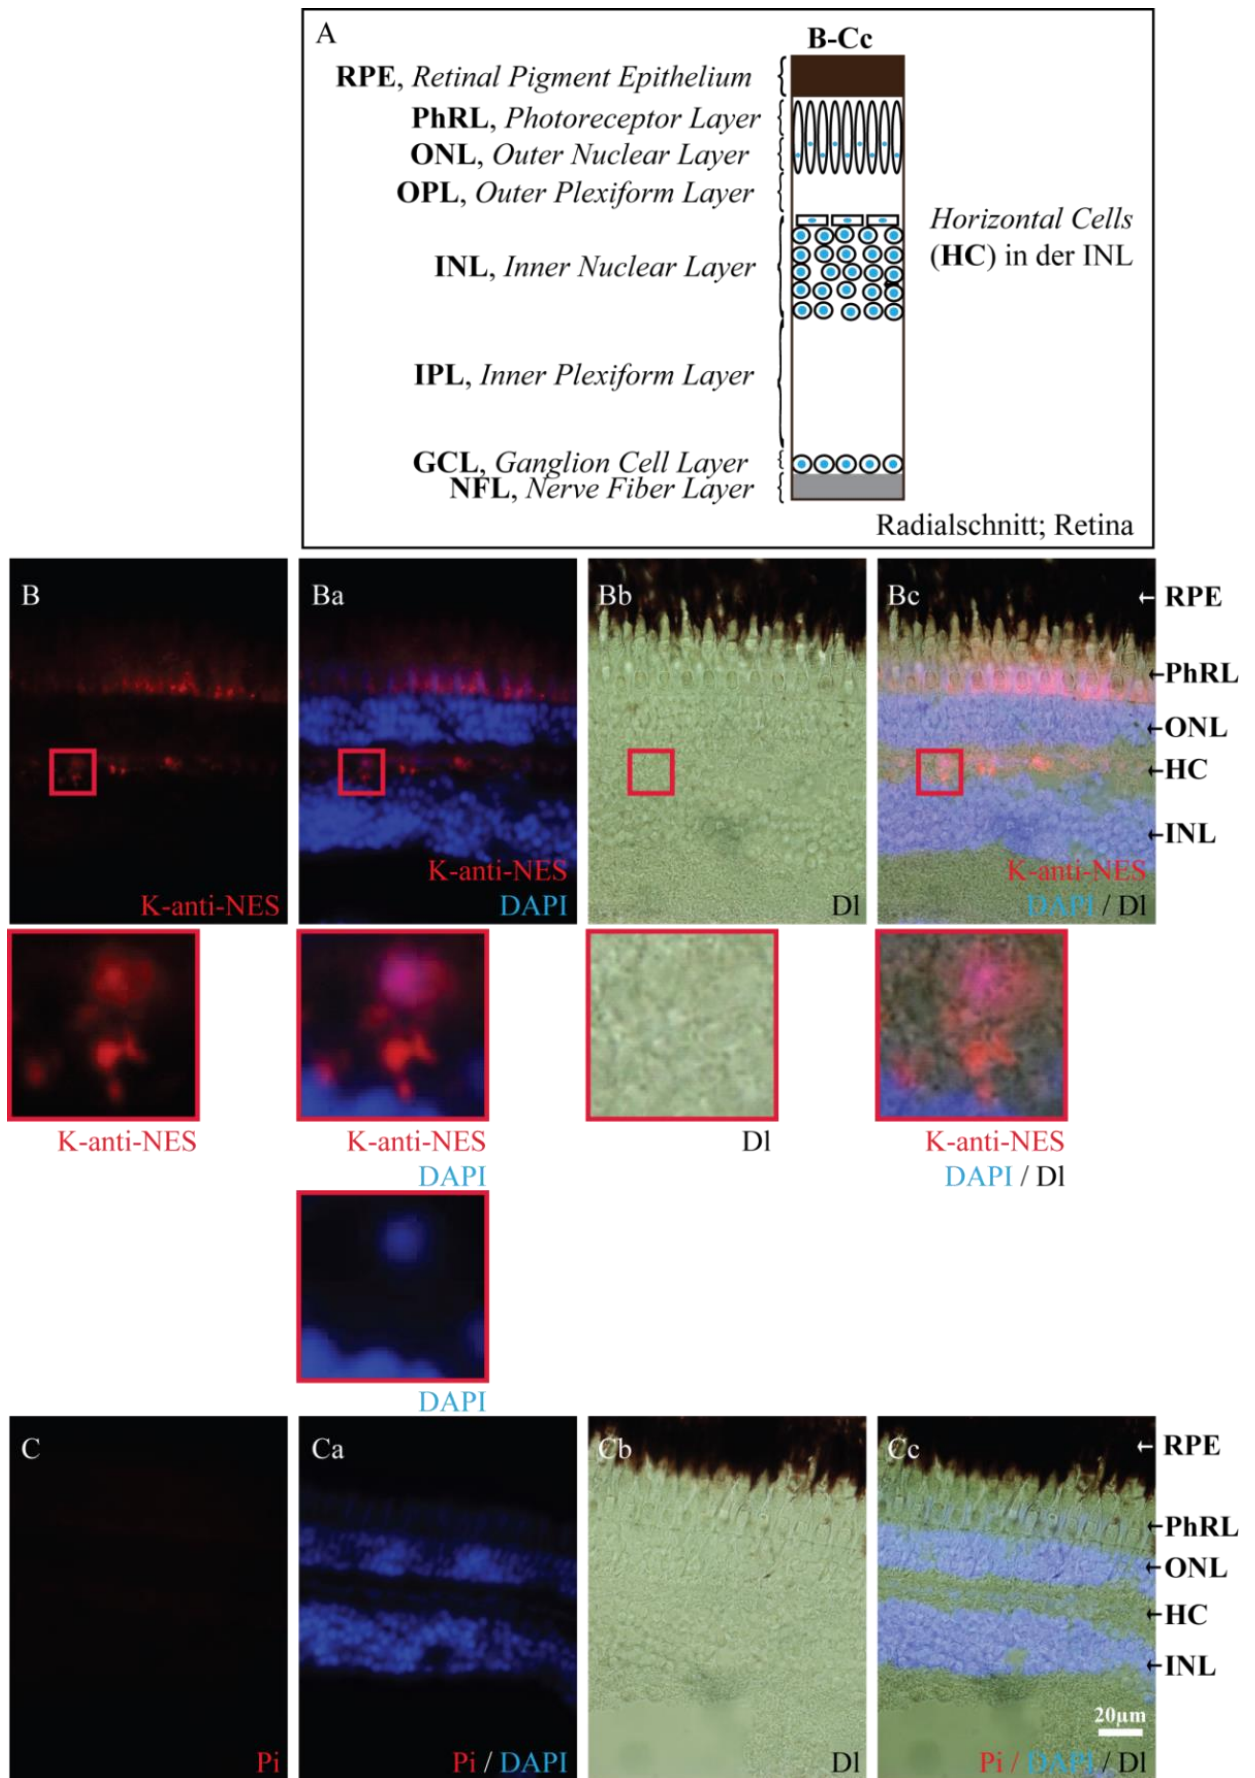 A
B-Cc
RPE, Retinal Pigment Epithelium
PhRL, Photoreceptor Layer
ONL, Outer Nuclear Layer
OPL, Outer Plexiform Layer
Horizontal Cells
(HC) in der INL
INL, Inner Nuclear Layer
IPL, Inner Plexiform Layer
GCL, Ganglion Cell Layer
NFL, Nerve Fiber Layer
Radialschnitt; Retina
B
K-anti-NES
Ba
K-anti-NES
DAPI
Bb
Dl
Bc
K-anti-NES
DAPI / Dl
RPE
PhRL
ONL
HC
INL
K-anti-NES
K-anti-NES
DAPI
Dl
K-anti-NES
DAPI / Dl
DAPI
C
Pi
Ca
Pi / DAPI
Cb
Dl
Cc
20µm
Pi / DAPI / Dl
RPE
PhRL
ONL
HC
INL